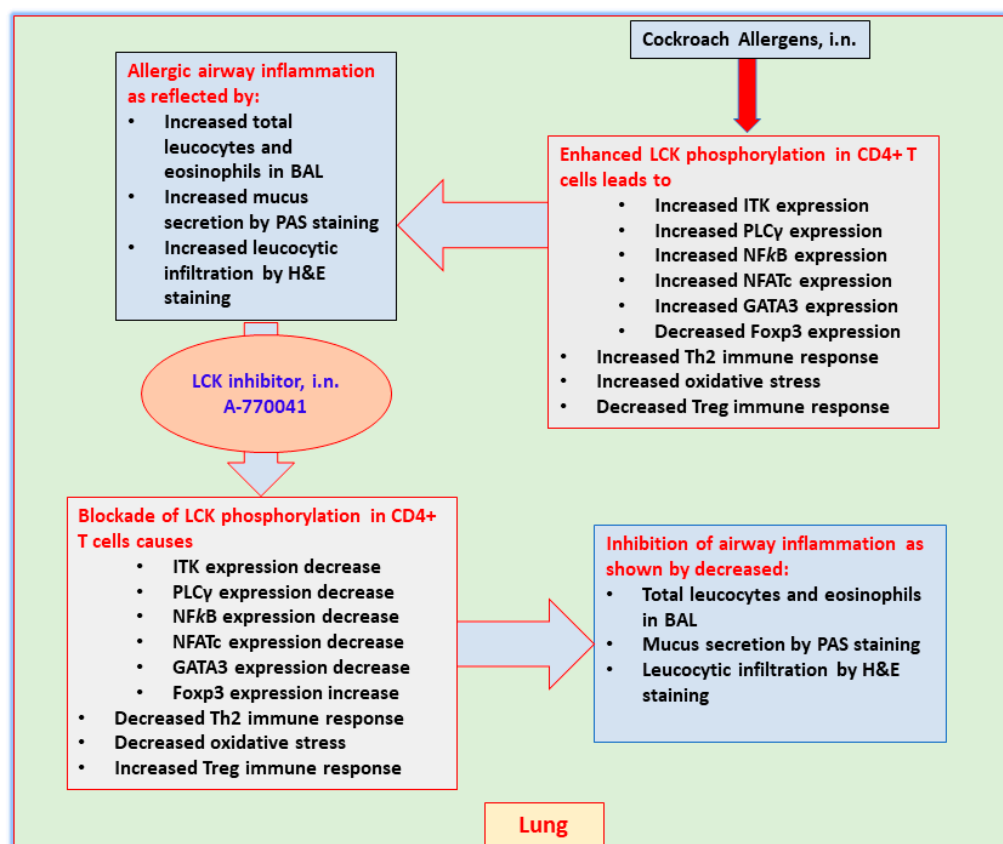 Cockroach Allergens, i.n.
Enhanced LCK phosphorylation in CD4+ T
cells leads to
• Increased ITK expression
• Increased PLCγ expression
• Increased NFkB expression
• Increased NFATc expression
• Increased GATA3 expression
• Decreased Foxp3 expression
• Increased Th2 immune response
• Increased oxidative stress
• Decreased Treg immune response
Allergic airway inflammation
as reflected by:
• Increased total
leucocytes and
eosinophils in BAL
• Increased mucus
secretion by PAS staining
• Increased leucocytic
infiltration by H&E
staining
LCK inhibitor, i.n.
A-770041
Blockade of LCK phosphorylation in CD4+
T cells causes
• ITK expression decrease
• PLCγ expression decrease
• NFkB expression decrease
• NFATc expression decrease
• GATA3 expression decrease
• Foxp3 expression increase
• Decreased Th2 immune response
• Decreased oxidative stress
• Increased Treg immune response
Inhibition of airway inflammation as
shown by decreased:
• Total leucocytes and eosinophils
in BAL
• Mucus secretion by PAS staining
• Leucocytic infiltration by H&E
staining
Lung